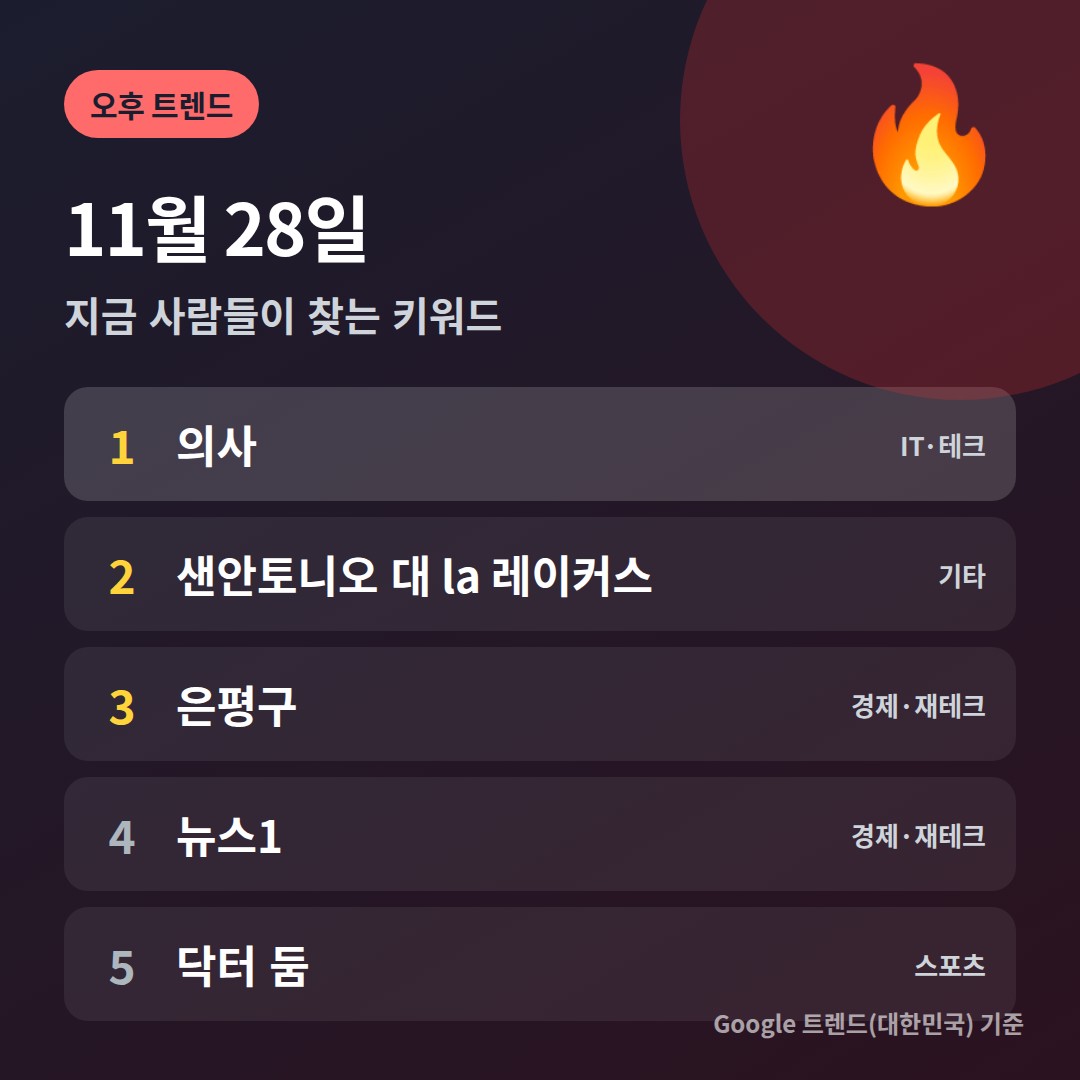 오후 트렌드
11월 28일
지금 사람들이 찾는 키워드
1 의사 IT·테크
2 샌안토니오 대 la 레이커스 기타
3 은평구 경제·재테크
4 뉴스1 경제·재테크
5 닥터 둠 스포츠
Google 트렌드(대한민국) 기준